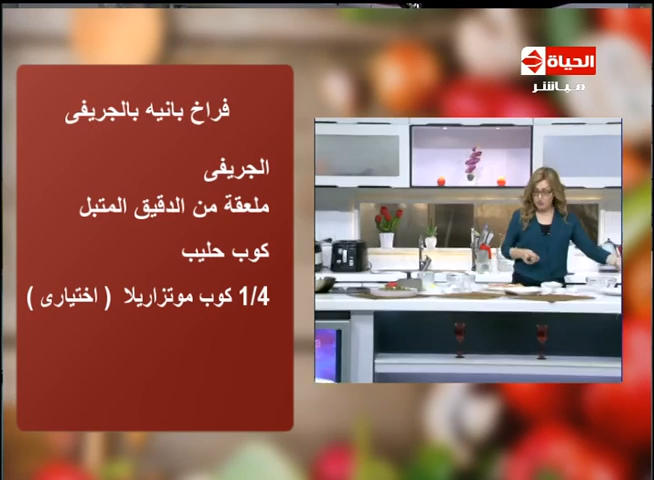 الحياة
مباشر
فراخ بانيه بالجريفى
الجريفى
ملعقة من الدقيق المتبل
كوب حليب
1/4 كوب موتزاريلا ( اختيارى )